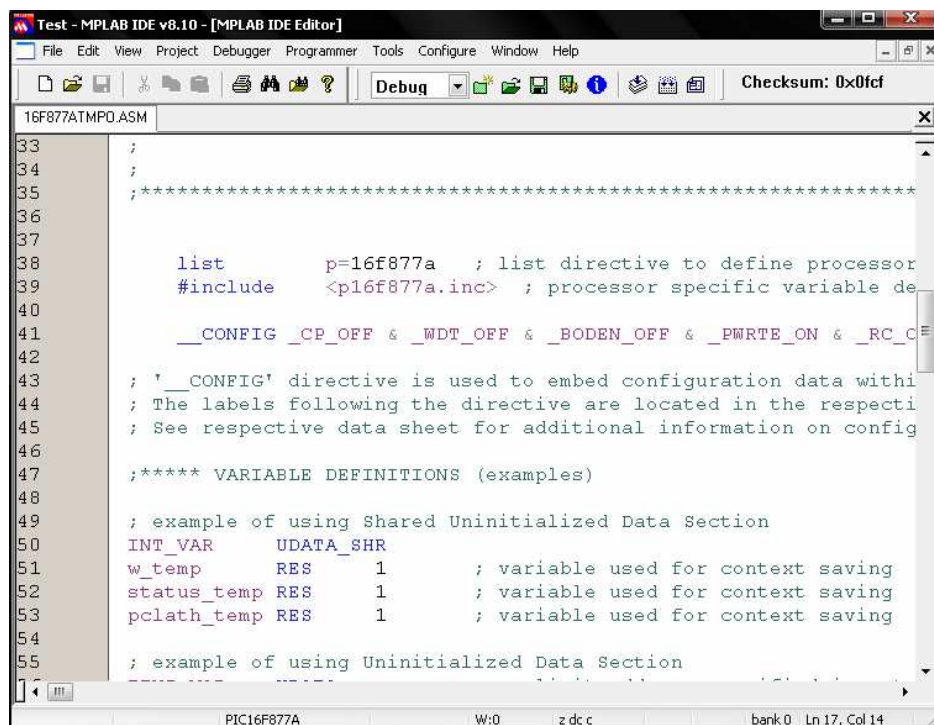 Test - MPLAB IDE v8.10 - [MPLAB IDE Editor]
File Edit View Project Debugger Programmer Tools Configure Window Help
Debug Checksum: 0x0fcf
16F877ATMPO.ASM
33 ;
34 ;
35 ;****************************************************************
36
37
38 list p=16f877a ; list directive to define processor
39 #include <p16f877a.inc> ; processor specific variable de
40
41 __CONFIG _CP_OFF & _WDT_OFF & _BODEN_OFF & _PWRTE_ON & _RC_
42
43 ; '__CONFIG' directive is used to embed configuration data withi
44 ; The labels following the directive are located in the respecti
45 ; See respective data sheet for additional information on config
46
47 ;***** VARIABLE DEFINITIONS (examples)
48
49 ; example of using Shared Uninitialized Data Section
50 INT_VAR UDATA_SHR
51 w_temp RES 1 ; variable used for context saving
52 status_temp RES 1 ; variable used for context saving
53 pclath_temp RES 1 ; variable used for context saving
54
55 ; example of using Uninitialized Data Section
PIC16F877A W:0 z dc c bank 0 Ln 17, Col 14